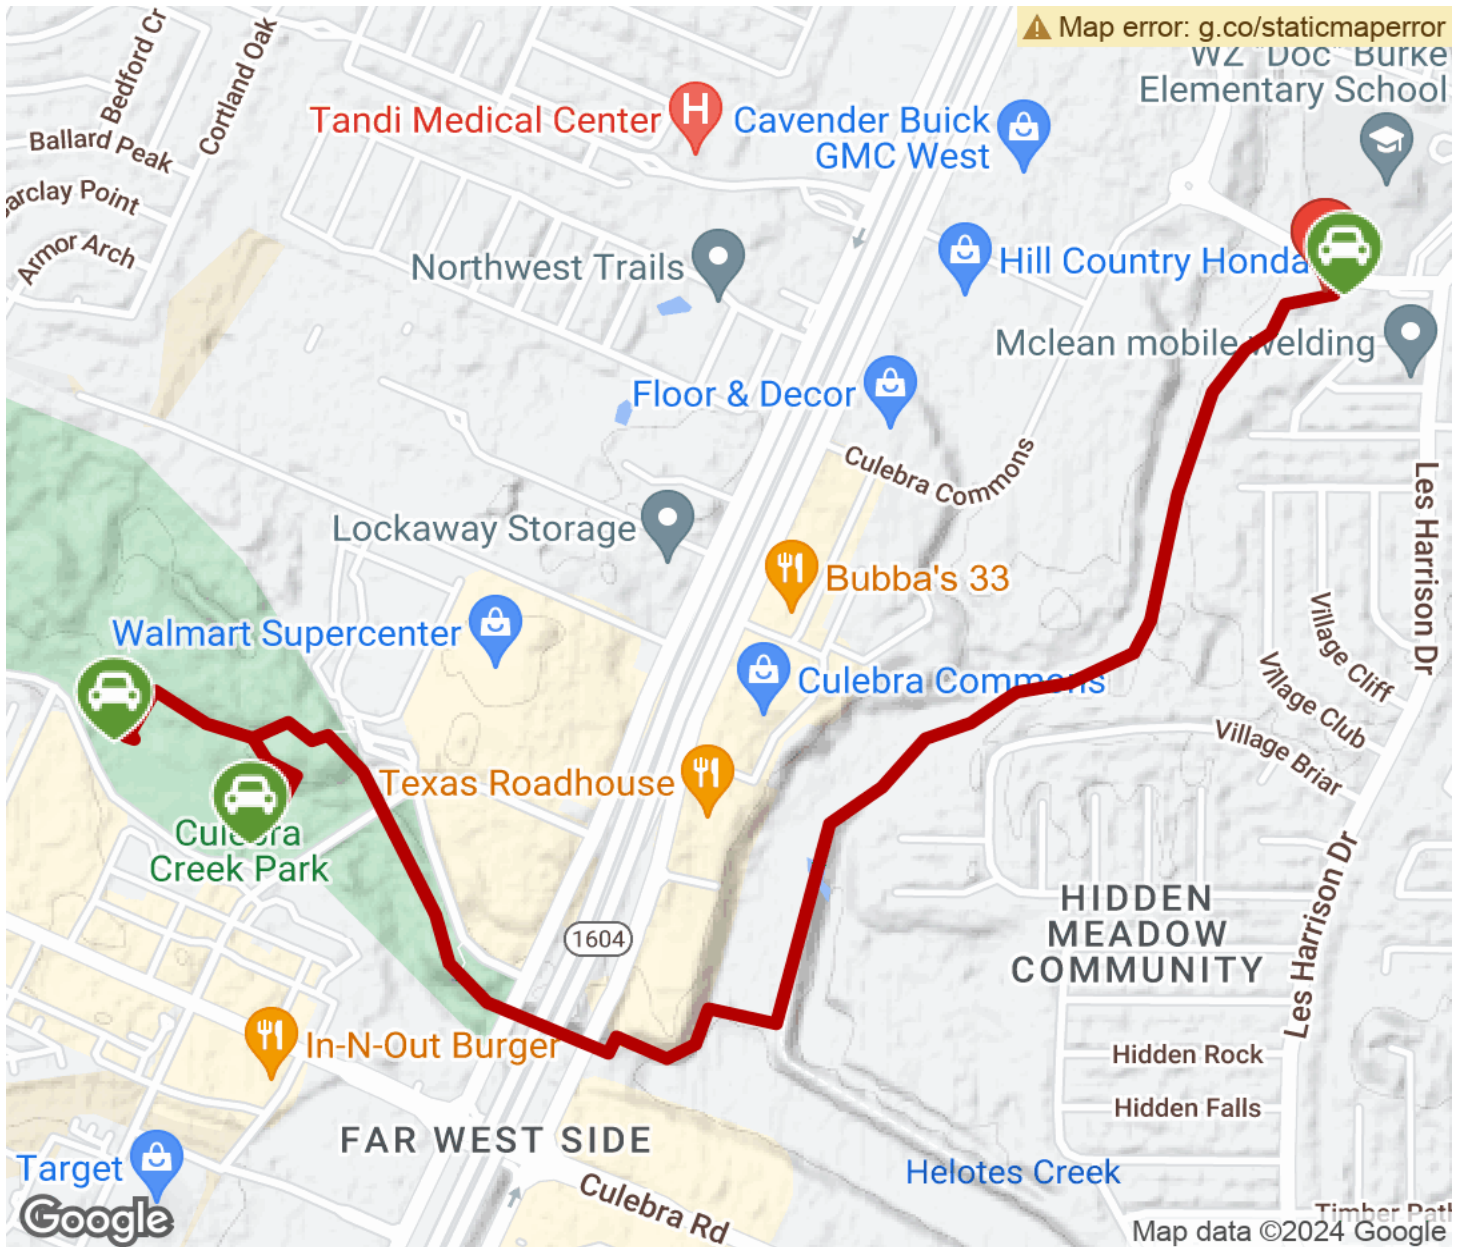 Map error: g.co/staticmaperror
WZ "Doc" Burke
Elementary School
Bedford Cr
Cortland Oak
Ballard Peak
arclay Point
Armor Arch
Tandi Medical Center
H
Cavender Buick
GMC West
Northwest Trails
Hill Country Honda
Mclean mobile welding
Floor & Decor
Culebra Commons
Les Harrison Dr
Lockaway Storage
Bubba's 33
Walmart Supercenter
Culebra Commons
Village Cliff
Village Club
Village Briar
Texas Roadhouse
Culebra
Creek Park
Les Harrison Dr
HIDDEN
MEADOW
COMMUNITY
1604
In-N-Out Burger
Hidden Rock
Hidden Falls
FAR WEST SIDE
Target
Helotes Creek
Culebra Rd
Timber Path
Google
Map data ©2024 Google